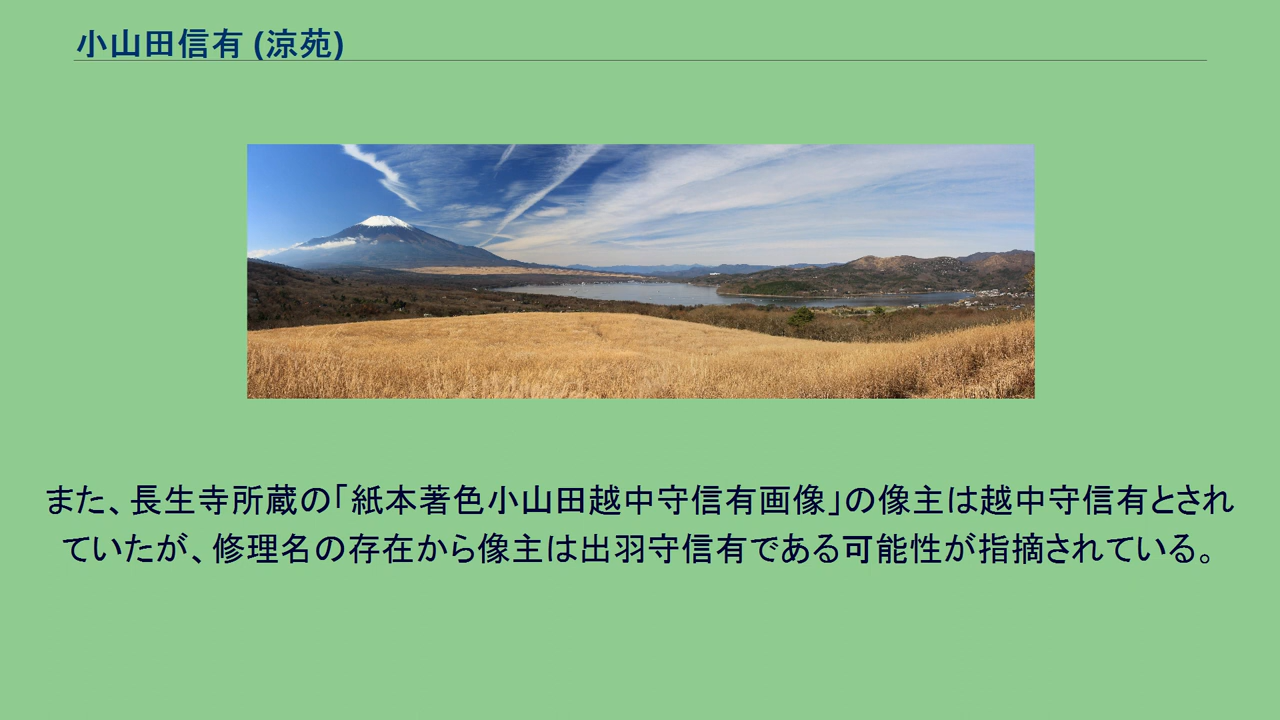 小山田信有 (涼苑)
また、長生寺所蔵の「紙本著色小山田越中守信有画像」の像主は越中守信有とされ
ていたが、修理名の存在から像主は出羽守信有である可能性が指摘されている。